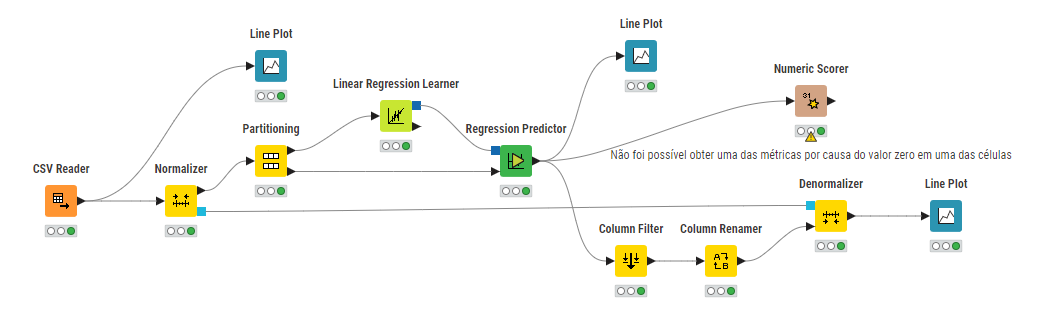 Line Plot
Line Plot
Linear Regression Learner
Numeric Scorer
Partitioning
Regression Predictor
Não foi possível obter uma das métricas por causa do valor zero em uma das células
CSV Reader
Normalizer
Denormalizer
Line Plot
Column Filter
Column Renamer